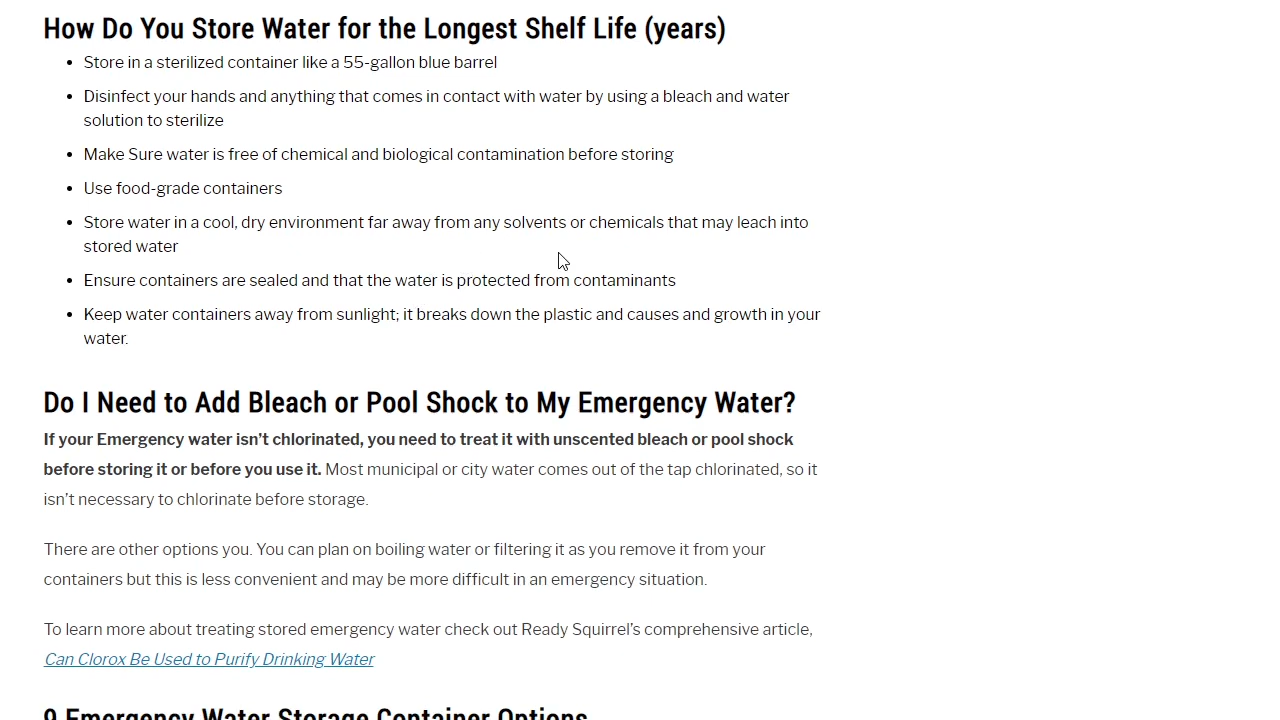 How Do You Store Water for the Longest Shelf Life (years)
Store in a sterilized container like a 55-gallon blue barrel
Disinfect your hands and anything that comes in contact with water by using a bleach and water
solution to sterilize
Make Sure water is free of chemical and biological contamination before storing
Use food-grade containers
Store water in a cool, dry environment far away from any solvents or chemicals that may leach into
stored water
Ensure containers are sealed and that the water is protected from contaminants
Keep water containers away from sunlight; it breaks down the plastic and causes and growth in your
water.
Do I Need to Add Bleach or Pool Shock to My Emergency Water?
If your Emergency water isn’t chlorinated, you need to treat it with unscented bleach or pool shock
before storing it or before you use it. Most municipal or city water comes out of the tap chlorinated, so it
isn’t necessary to chlorinate before storage.
There are other options you. You can plan on boiling water or filtering it as you remove it from your
containers but this is less convenient and may be more difficult in an emergency situation.
To learn more about treating stored emergency water check out Ready Squirrel’s comprehensive article,
Can Clorox Be Used to Purify Drinking Water
9 Emergency Water Storage Container Options